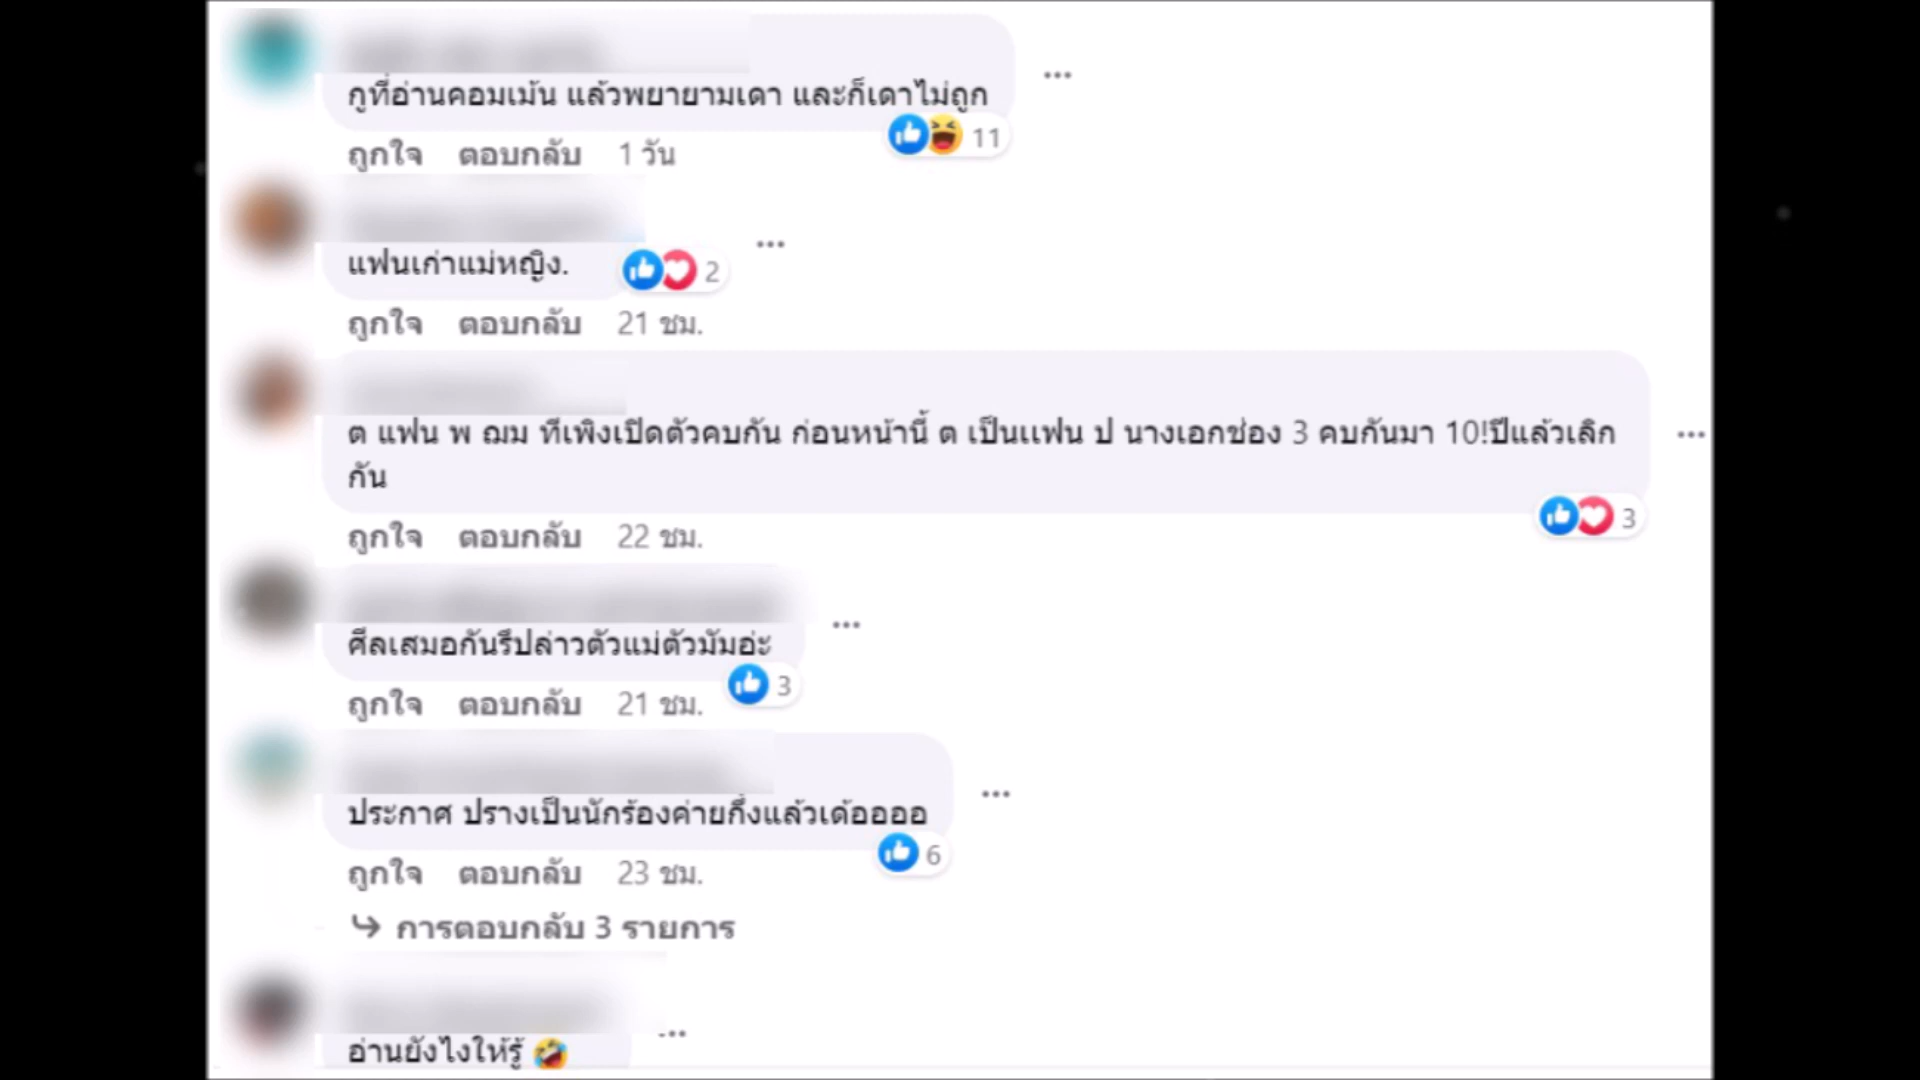 กูที่อ่านคอมเม้น แล้วพยายามเดา และก็เดาไม่ถูก
11
ถูกใจ ตอบกลับ 1 วัน
แฟนเก่าแม่หญิง.
2
ถูกใจ ตอบกลับ 21 ชม.
ต แฟน พ ฌม ที่เพิ่งเปิดตัวคบกัน ก่อนหน้านี้ ต เป็นแฟน ป นางเอกช่อง 3 คบกันมา 10!ปีแล้วเลิก
กัน
3
ถูกใจ ตอบกลับ 22 ชม.
ศีลเสมอกันรึปล่าวตัวแม่ตัวมัมอ่ะ
3
ถูกใจ ตอบกลับ 21 ชม.
ประกาศ ปรางเป็นนักร้องค่ายกึ้งแล้วเด้ออออ
6
ถูกใจ ตอบกลับ 23 ชม.
การตอบกลับ 3 รายการ
อ่านยังไงให้รู้ 🤣